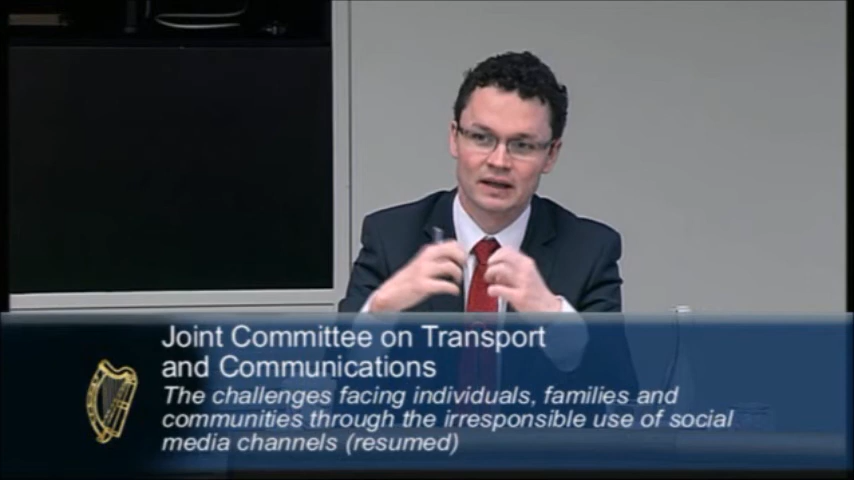 Joint Committee on Transport
and Communications
The challenges facing individuals, families and
communities through the irresponsible use of social
media channels (resumed)